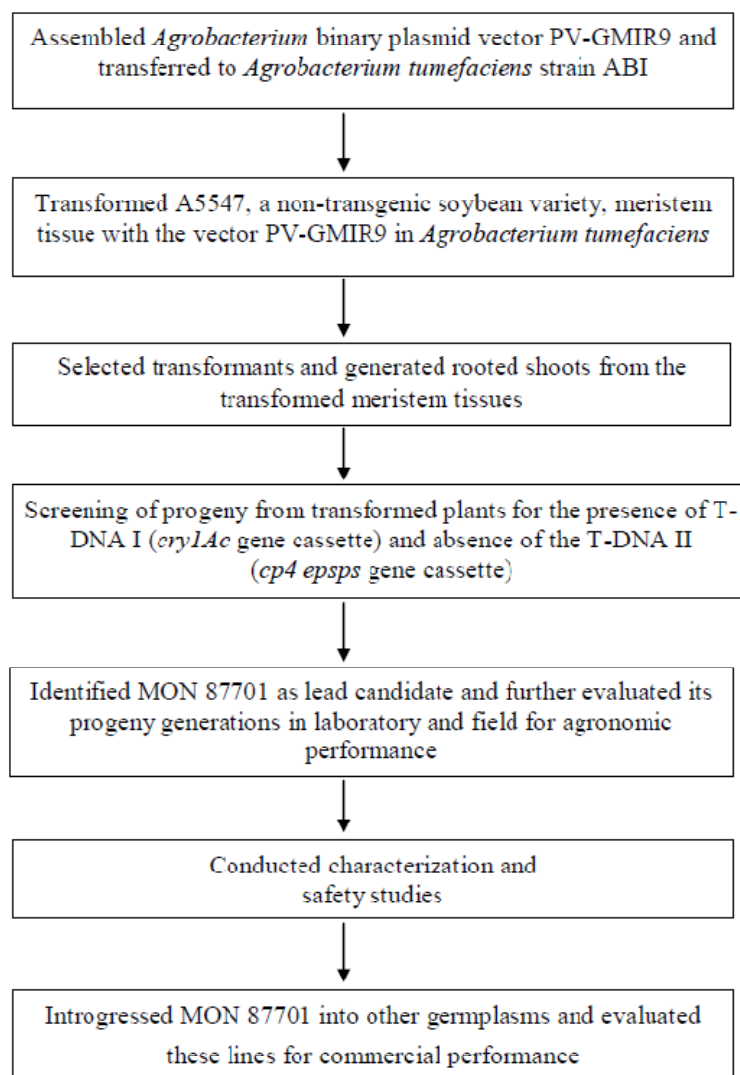 Assembled Agrobacterium binary plasmid vector PV-GMIR9 and
transferred to Agrobacterium tumefaciens strain ABI
Transformed A5547, a non-transgenic soybean variety, meristem
tissue with the vector PV-GMIR9 in Agrobacterium tumefaciens
Selected transformants and generated rooted shoots from the
transformed meristem tissues
Screening of progeny from transformed plants for the presence of T-
DNA I (cry1Ac gene cassette) and absence of the T-DNA II
(cp4 epsps gene cassette)
Identified MON 87701 as lead candidate and further evaluated its
progeny generations in laboratory and field for agronomic
performance
Conducted characterization and
safety studies
Introgressed MON 87701 into other germplasms and evaluated
these lines for commercial performance